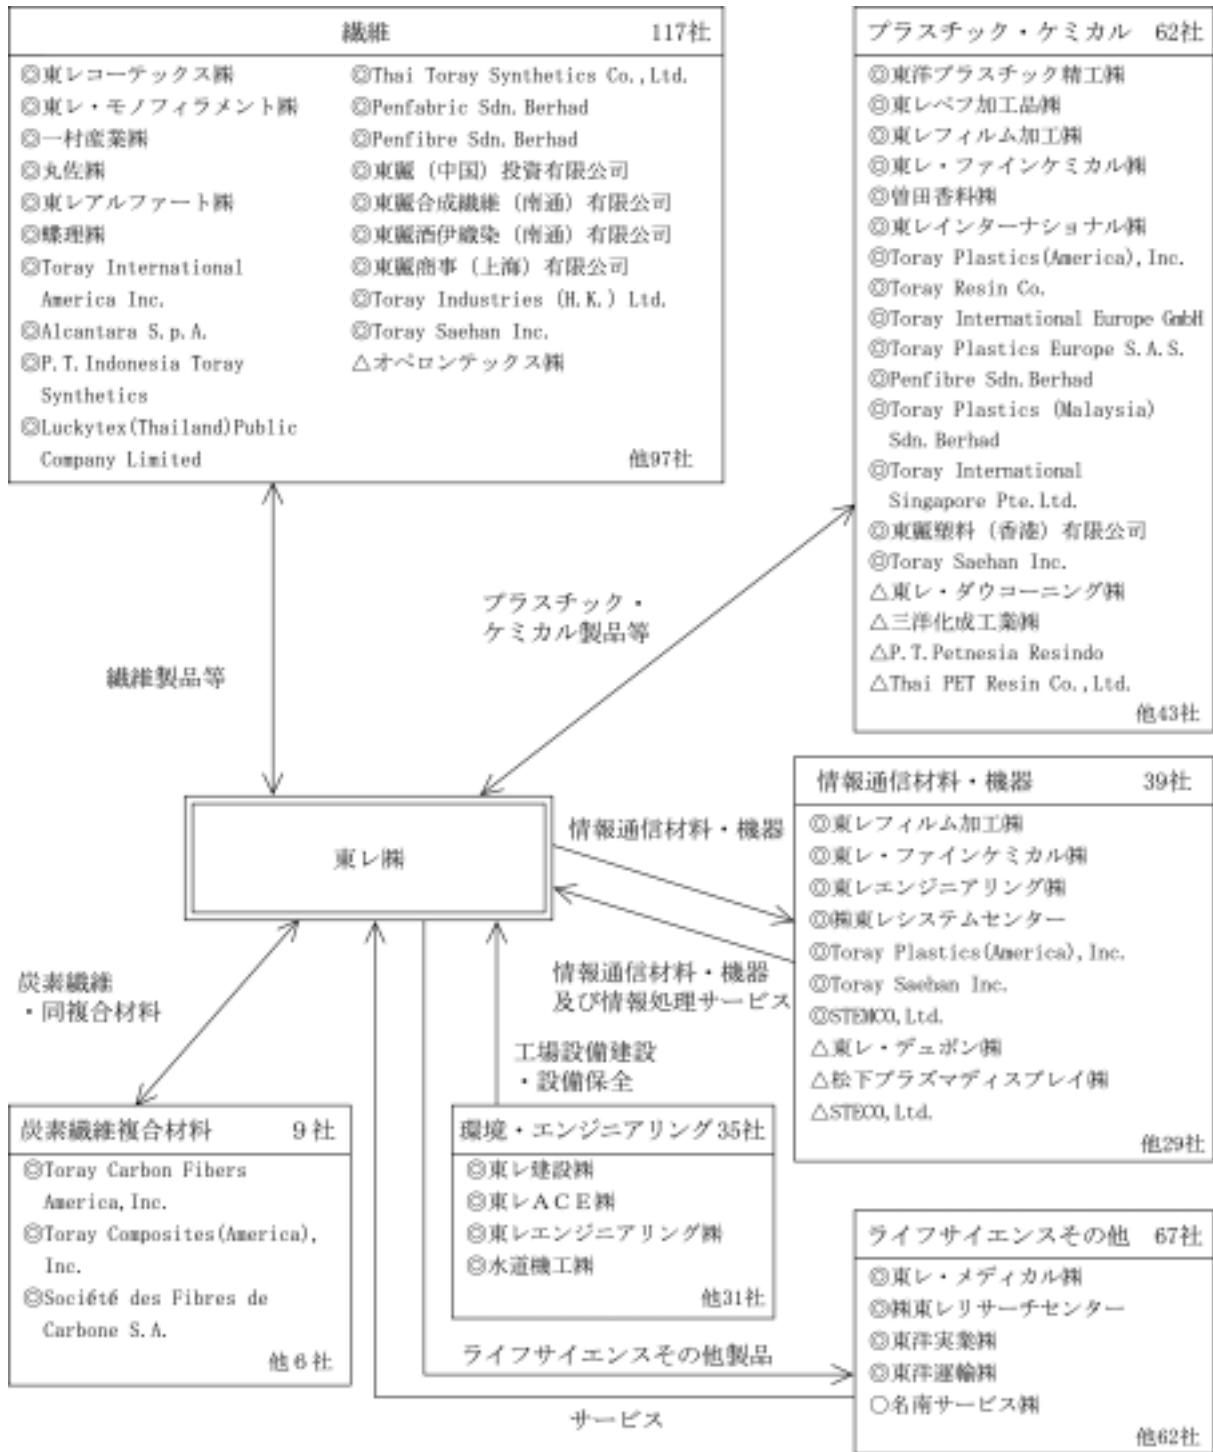 繊維 117社
◎東レコーテックス㈱
◎東レ・モノフィラメント㈱
◎一村産業㈱
◎丸佐㈱
◎東レアルファート㈱
◎蝶理㈱
◎Toray International
America Inc.
◎Alcantara S.p.A.
◎P.T.Indonesia Toray
Synthetics
◎Luckytex(Thailand)Public
Company Limited
◎Thai Toray Synthetics Co.,Ltd.
◎Penfabric Sdn.Berhad
◎Penfibre Sdn.Berhad
◎東麗（中国）投資有限公司
◎東麗合成繊維（南通）有限公司
◎東麗酒伊織染（南通）有限公司
◎東麗商事（上海）有限公司
◎Toray Industries (H.K.) Ltd.
◎Toray Saehan Inc.
△オペロンテックス㈱
他97社
プラスチック・ケミカル 62社
◎東洋プラスチック精工㈱
◎東レペフ加工品㈱
◎東レフィルム加工㈱
◎東レ・ファインケミカル㈱
◎曽田香料㈱
◎東レインターナショナル㈱
◎Toray Plastics(America),Inc.
◎Toray Resin Co.
◎Toray International Europe GmbH
◎Toray Plastics Europe S.A.S.
◎Penfibre Sdn.Berhad
◎Toray Plastics (Malaysia)
Sdn.Berhad
◎Toray International
Singapore Pte.Ltd.
◎東麗塑料（香港）有限公司
◎Toray Saehan Inc.
△東レ・ダウコーニング㈱
△三洋化成工業㈱
△P.T.Petnesia Resindo
△Thai PET Resin Co.,Ltd.
他43社
繊維製品等
プラスチック・
ケミカル製品等
東レ㈱
情報通信材料・機器
情報通信材料・機器
及び情報処理サービス
情報通信材料・機器 39社
◎東レフィルム加工㈱
◎東レ・ファインケミカル㈱
◎東レエンジニアリング㈱
◎㈱東レシステムセンター
◎Toray Plastics(America),Inc.
◎Toray Saehan Inc.
◎STEMCO,Ltd.
△東レ・デュポン㈱
△松下プラズマディスプレイ㈱
△STECO,Ltd.
他29社
炭素繊維
・同複合材料
工場設備建設
・設備保全
炭素繊維複合材料 9社
◎Toray Carbon Fibers
America,Inc.
◎Toray Composites(America),
Inc.
◎Société des Fibres de
Carbone S.A.
他6社
環境・エンジニアリング 35社
◎東レ建設㈱
◎東レＡＣＥ㈱
◎東レエンジニアリング㈱
◎水道機工㈱
他31社
ライフサイエンスその他製品
サービス
ライフサイエンスその他 67社
◎東レ・メディカル㈱
◎㈱東レリサーチセンター
◎東洋実業㈱
◎東洋運輸㈱
○名南サービス㈱
他62社